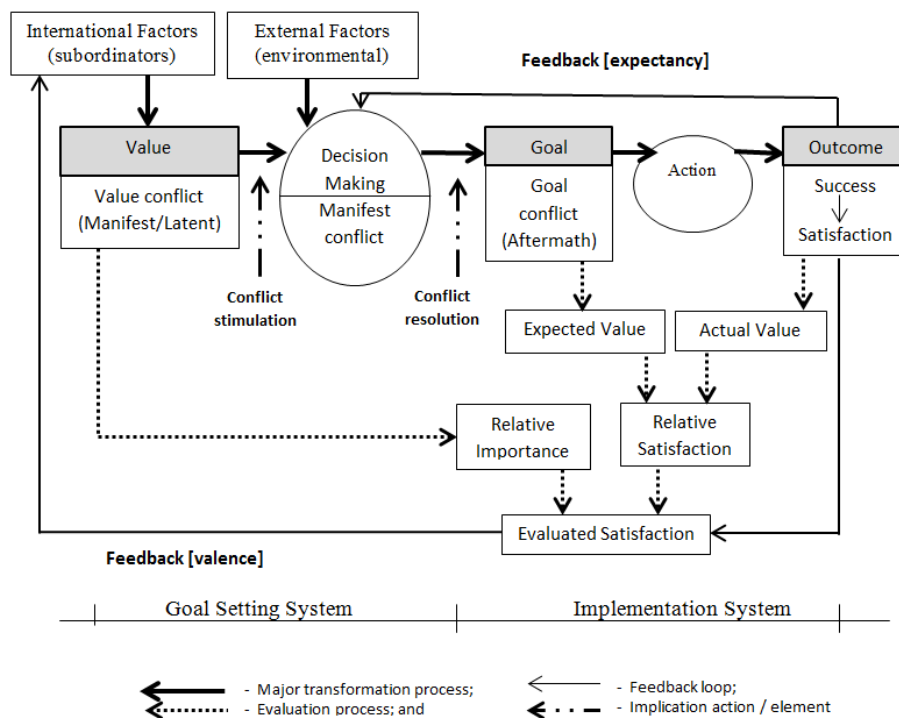 International Factors
(subordinators)
External Factors
(environmental)
Feedback [expectancy]
Value
Value conflict
(Manifest/Latent)
Decision
Making
Manifest
conflict
Goal
Goal
conflict
(Aftermath)
Action
Outcome
Success
Satisfaction
Conflict
stimulation
Conflict
resolution
Expected Value
Actual Value
Relative
Importance
Relative
Satisfaction
Evaluated Satisfaction
Feedback [valence]
Goal Setting System
Implementation System
- Major transformation process;
- Evaluation process; and
- Feedback loop;
- Implication action / element